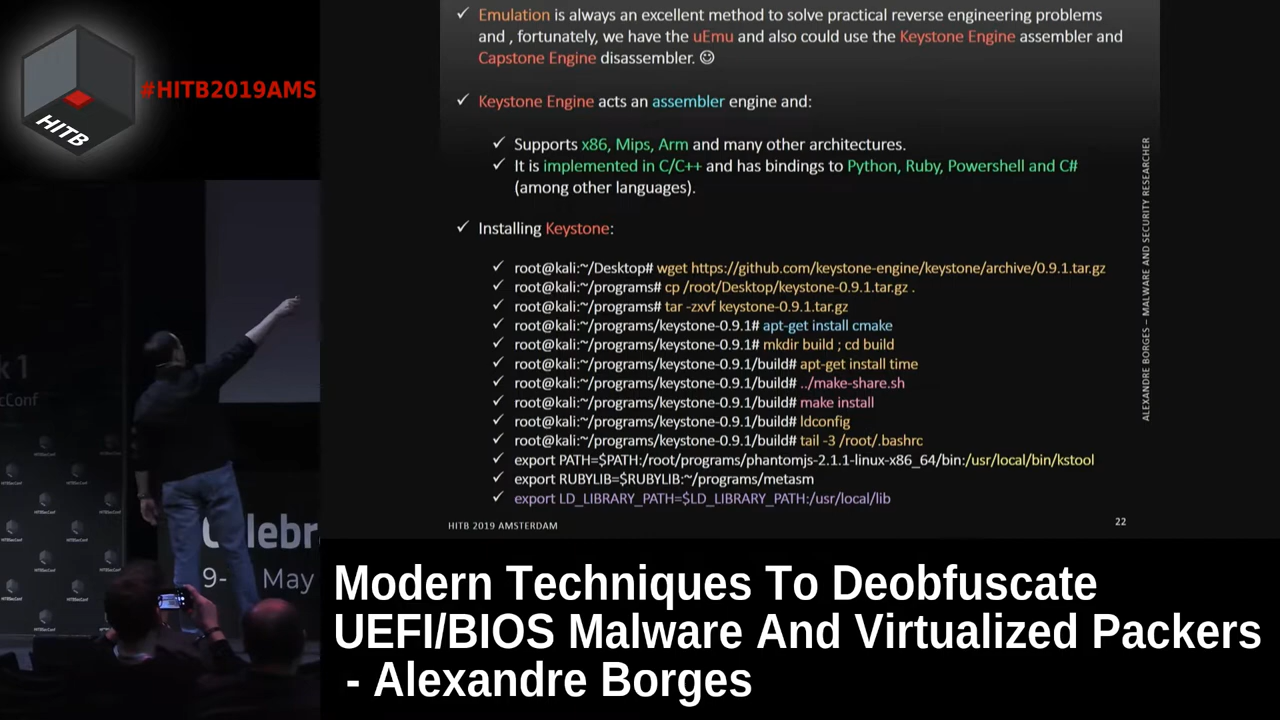 HITB
#HITB2019AMS
✓ Emulation is always an excellent method to solve practical reverse engineering problems
and , fortunately, we have the uEmu and also could use the Keystone Engine assembler and
Capstone Engine disassembler. ☺
✓ Keystone Engine acts an assembler engine and:
✓ Supports x86, Mips, Arm and many other architectures.
✓ It is implemented in C/C++ and has bindings to Python, Ruby, Powershell and C#
(among other languages).
✓ Installing Keystone:
✓ root@kali:~/Desktop# wget https://github.com/keystone-engine/keystone/archive/0.9.1.tar.gz
✓ root@kali:~/programs# cp /root/Desktop/keystone-0.9.1.tar.gz .
✓ root@kali:~/programs# tar -zxvf keystone-0.9.1.tar.gz
✓ root@kali:~/programs/keystone-0.9.1# apt-get install cmake
✓ root@kali:~/programs/keystone-0.9.1# mkdir build ; cd build
✓ root@kali:~/programs/keystone-0.9.1/build# apt-get install time
✓ root@kali:~/programs/keystone-0.9.1/build# ../make-share.sh
✓ root@kali:~/programs/keystone-0.9.1/build# make install
✓ root@kali:~/programs/keystone-0.9.1/build# ldconfig
✓ root@kali:~/programs/keystone-0.9.1/build# tail -3 /root/.bashrc
✓ export PATH=$PATH:/root/programs/phantomjs-2.1.1-linux-x86_64/bin:/usr/local/bin/kstool
✓ export RUBYLIB=$RUBYLIB:~/programs/metasm
✓ export LD_LIBRARY_PATH=$LD_LIBRARY_PATH:/usr/local/lib
HITB 2019 AMSTERDAM
22
ALEXANDRE BORGES – MALWARE AND SECURITY RESEARCHER
k 1
ecConf
lebr
9- May
Modern Techniques To Deobfuscate
UEFI/BIOS Malware And Virtualized Packers
- Alexandre Borges